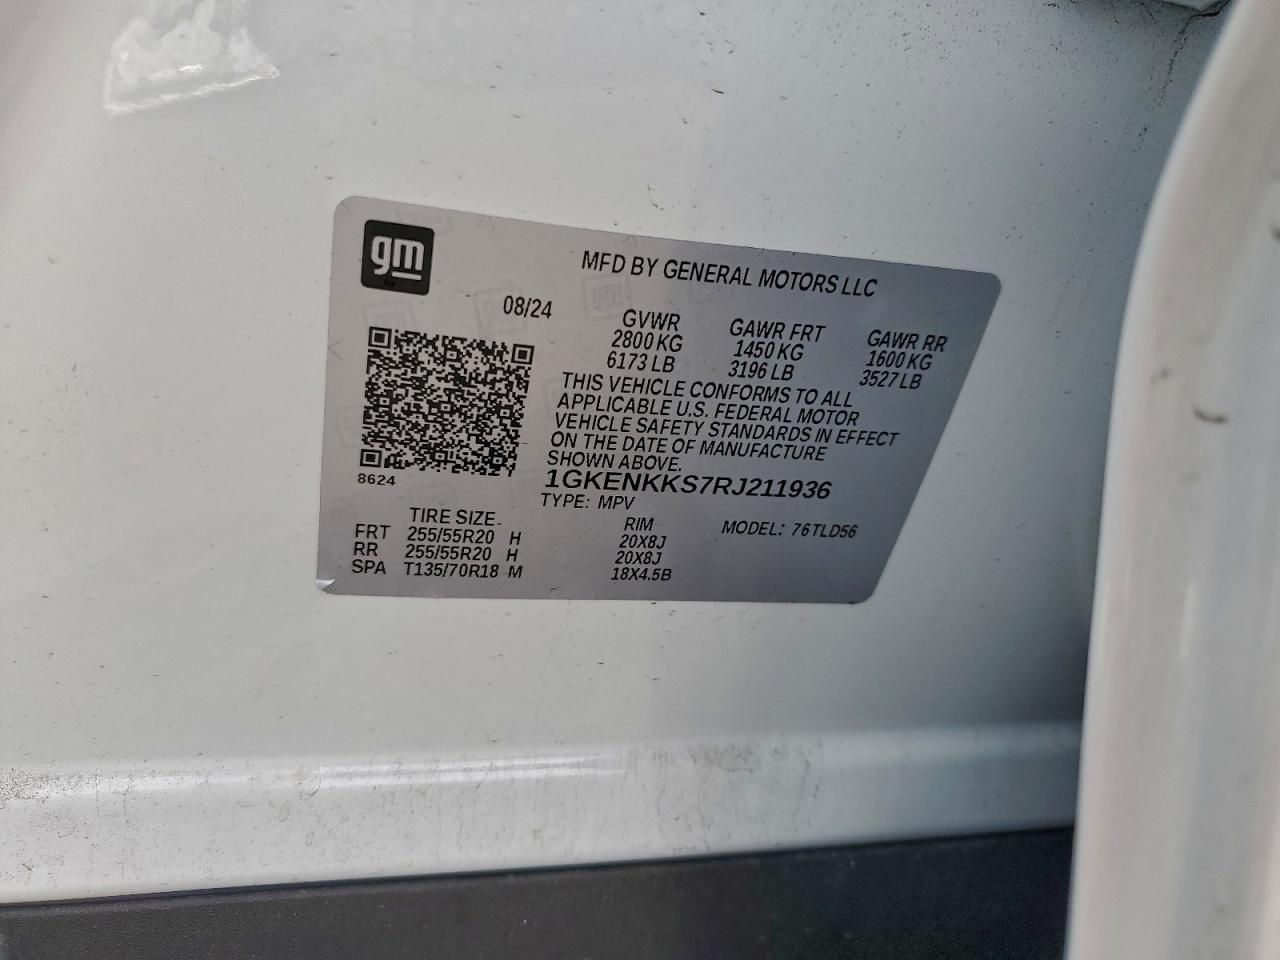 gm
MFD BY GENERAL MOTORS LLC
08/24
GVWR GAWR FRT GAWR RR
2800 KG 1450 KG 1600 KG
6173 LB 3196 LB 3527 LB
THIS VEHICLE CONFORMS TO ALL
APPLICABLE U.S. FEDERAL MOTOR
VEHICLE SAFETY STANDARDS IN EFFECT
ON THE DATE OF MANUFACTURE
SHOWN ABOVE.
8624
1GKENKKS7RJ211936
TYPE: MPV
TIRE SIZE RIM MODEL: 76TLD56
FRT 255/55R20 H 20X8J
RR 255/55R20 H 20X8J
SPA T135/70R18 M 18X4.5B